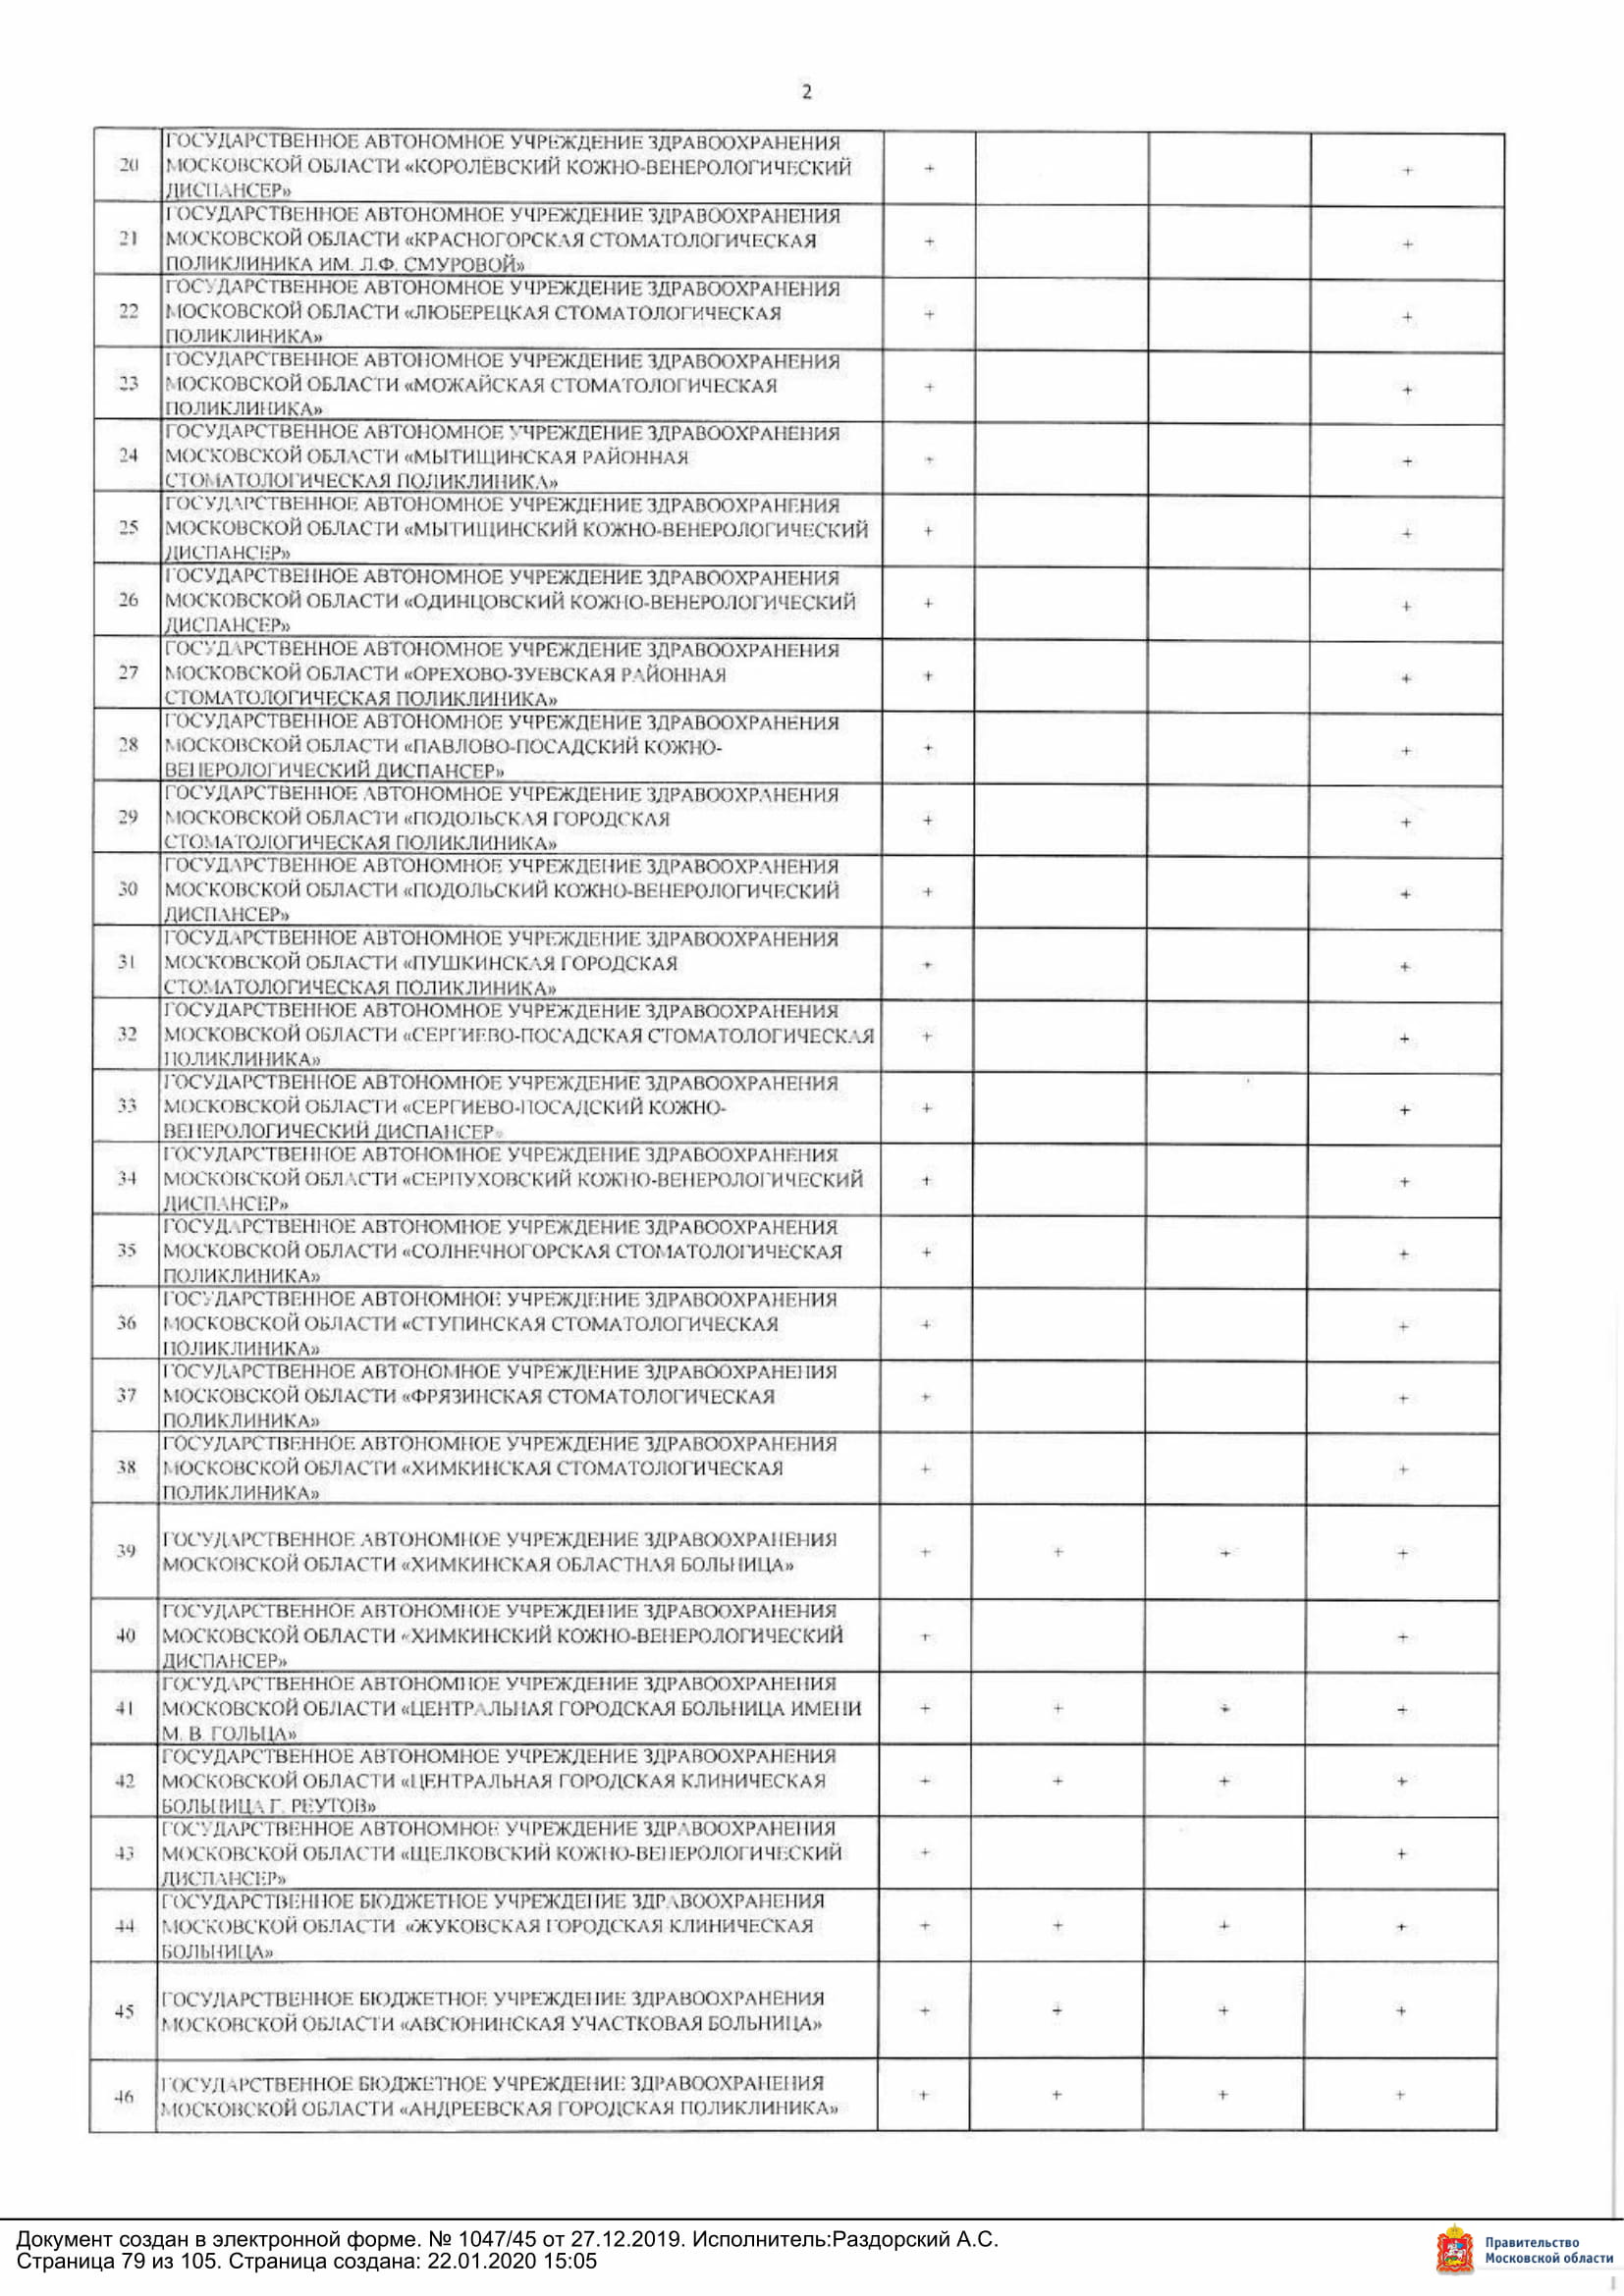 2
20
ГОСУДАРСТВЕННОЕ АВТОНОМНОЕ УЧРЕЖДЕНИЕ ЗДРАВООХРАНЕНИЯ
МОСКОВСКОЙ ОБЛАСТИ «КОРОЛЁВСКИЙ КОЖНО-ВЕНЕРОЛОГИЧЕСКИЙ
ДИСПАНСЕР»
+ +
21
ГОСУДАРСТВЕННОЕ АВТОНОМНОЕ УЧРЕЖДЕНИЕ ЗДРАВООХРАНЕНИЯ
МОСКОВСКОЙ ОБЛАСТИ «КРАСНОГОРСКАЯ СТОМАТОЛОГИЧЕСКАЯ
ПОЛИКЛИНИКА ИМ. Л.Ф. СМУРОВОЙ»
+ +
22
ГОСУДАРСТВЕННОЕ АВТОНОМНОЕ УЧРЕЖДЕНИЕ ЗДРАВООХРАНЕНИЯ
МОСКОВСКОЙ ОБЛАСТИ «ЛЮБЕРЕЦКАЯ СТОМАТОЛОГИЧЕСКАЯ
ПОЛИКЛИНИКА»
+ +
23
ГОСУДАРСТВЕННОЕ АВТОНОМНОЕ УЧРЕЖДЕНИЕ ЗДРАВООХРАНЕНИЯ
МОСКОВСКОЙ ОБЛАСТИ «МОЖАЙСКАЯ СТОМАТОЛОГИЧЕСКАЯ
ПОЛИКЛИНИКА»
+ +
24
ГОСУДАРСТВЕННОЕ АВТОНОМНОЕ УЧРЕЖДЕНИЕ ЗДРАВООХРАНЕНИЯ
МОСКОВСКОЙ ОБЛАСТИ «МЫТИЩИНСКАЯ РАЙОННАЯ
СТОМАТОЛОГИЧЕСКАЯ ПОЛИКЛИНИКА»
+ +
25
ГОСУДАРСТВЕННОЕ АВТОНОМНОЕ УЧРЕЖДЕНИЕ ЗДРАВООХРАНЕНИЯ
МОСКОВСКОЙ ОБЛАСТИ «МЫТИЩИНСКИЙ КОЖНО-ВЕНЕРОЛОГИЧЕСКИЙ
ДИСПАНСЕР»
+ +
26
ГОСУДАРСТВЕННОЕ АВТОНОМНОЕ УЧРЕЖДЕНИЕ ЗДРАВООХРАНЕНИЯ
МОСКОВСКОЙ ОБЛАСТИ «ОДИНЦОВСКИЙ КОЖНО-ВЕНЕРОЛОГИЧЕСКИЙ
ДИСПАНСЕР»
+ +
27
ГОСУДАРСТВЕННОЕ АВТОНОМНОЕ УЧРЕЖДЕНИЕ ЗДРАВООХРАНЕНИЯ
МОСКОВСКОЙ ОБЛАСТИ «ОРЕХОВО-ЗУЕВСКАЯ РАЙОННАЯ
СТОМАТОЛОГИЧЕСКАЯ ПОЛИКЛИНИКА»
+ +
28
ГОСУДАРСТВЕННОЕ АВТОНОМНОЕ УЧРЕЖДЕНИЕ ЗДРАВООХРАНЕНИЯ
МОСКОВСКОЙ ОБЛАСТИ «ПАВЛОВО-ПОСАДСКИЙ КОЖНО-
ВЕНЕРОЛОГИЧЕСКИЙ ДИСПАНСЕР»
+ +
29
ГОСУДАРСТВЕННОЕ АВТОНОМНОЕ УЧРЕЖДЕНИЕ ЗДРАВООХРАНЕНИЯ
МОСКОВСКОЙ ОБЛАСТИ «ПОДОЛЬСКАЯ ГОРОДСКАЯ
СТОМАТОЛОГИЧЕСКАЯ ПОЛИКЛИНИКА»
+ +
30
ГОСУДАРСТВЕННОЕ АВТОНОМНОЕ УЧРЕЖДЕНИЕ ЗДРАВООХРАНЕНИЯ
МОСКОВСКОЙ ОБЛАСТИ «ПОДОЛЬСКИЙ КОЖНО-ВЕНЕРОЛОГИЧЕСКИЙ
ДИСПАНСЕР»
+ +
31
ГОСУДАРСТВЕННОЕ АВТОНОМНОЕ УЧРЕЖДЕНИЕ ЗДРАВООХРАНЕНИЯ
МОСКОВСКОЙ ОБЛАСТИ «ПУШКИНСКАЯ ГОРОДСКАЯ
СТОМАТОЛОГИЧЕСКАЯ ПОЛИКЛИНИКА»
+ +
32
ГОСУДАРСТВЕННОЕ АВТОНОМНОЕ УЧРЕЖДЕНИЕ ЗДРАВООХРАНЕНИЯ
МОСКОВСКОЙ ОБЛАСТИ «СЕРГИЕВО-ПОСАДСКАЯ СТОМАТОЛОГИЧЕСКАЯ
ПОЛИКЛИНИКА»
+ +
33
ГОСУДАРСТВЕННОЕ АВТОНОМНОЕ УЧРЕЖДЕНИЕ ЗДРАВООХРАНЕНИЯ
МОСКОВСКОЙ ОБЛАСТИ «СЕРГИЕВО-ПОСАДСКИЙ КОЖНО-
ВЕНЕРОЛОГИЧЕСКИЙ ДИСПАНСЕР»
+ +
34
ГОСУДАРСТВЕННОЕ АВТОНОМНОЕ УЧРЕЖДЕНИЕ ЗДРАВООХРАНЕНИЯ
МОСКОВСКОЙ ОБЛАСТИ «СЕРПУХОВСКИЙ КОЖНО-ВЕНЕРОЛОГИЧЕСКИЙ
ДИСПАНСЕР»
+ +
35
ГОСУДАРСТВЕННОЕ АВТОНОМНОЕ УЧРЕЖДЕНИЕ ЗДРАВООХРАНЕНИЯ
МОСКОВСКОЙ ОБЛАСТИ «СОЛНЕЧНОГОРСКАЯ СТОМАТОЛОГИЧЕСКАЯ
ПОЛИКЛИНИКА»
+ +
36
ГОСУДАРСТВЕННОЕ АВТОНОМНОЕ УЧРЕЖДЕНИЕ ЗДРАВООХРАНЕНИЯ
МОСКОВСКОЙ ОБЛАСТИ «СТУПИНСКАЯ СТОМАТОЛОГИЧЕСКАЯ
ПОЛИКЛИНИКА»
+ +
37
ГОСУДАРСТВЕННОЕ АВТОНОМНОЕ УЧРЕЖДЕНИЕ ЗДРАВООХРАНЕНИЯ
МОСКОВСКОЙ ОБЛАСТИ «ФРЯЗИНСКАЯ СТОМАТОЛОГИЧЕСКАЯ
ПОЛИКЛИНИКА»
+ +
38
ГОСУДАРСТВЕННОЕ АВТОНОМНОЕ УЧРЕЖДЕНИЕ ЗДРАВООХРАНЕНИЯ
МОСКОВСКОЙ ОБЛАСТИ «ХИМКИНСКАЯ СТОМАТОЛОГИЧЕСКАЯ
ПОЛИКЛИНИКА»
+ +
39
ГОСУДАРСТВЕННОЕ АВТОНОМНОЕ УЧРЕЖДЕНИЕ ЗДРАВООХРАНЕНИЯ
МОСКОВСКОЙ ОБЛАСТИ «ХИМКИНСКАЯ ОБЛАСТНАЯ БОЛЬНИЦА»
+ + + +
40
ГОСУДАРСТВЕННОЕ АВТОНОМНОЕ УЧРЕЖДЕНИЕ ЗДРАВООХРАНЕНИЯ
МОСКОВСКОЙ ОБЛАСТИ «ХИМКИНСКИЙ КОЖНО-ВЕНЕРОЛОГИЧЕСКИЙ
ДИСПАНСЕР»
+ +
41
ГОСУДАРСТВЕННОЕ АВТОНОМНОЕ УЧРЕЖДЕНИЕ ЗДРАВООХРАНЕНИЯ
МОСКОВСКОЙ ОБЛАСТИ «ЦЕНТРАЛЬНАЯ ГОРОДСКАЯ БОЛЬНИЦА ИМЕНИ
М. В. ГОЛЬЦА»
+ + + +
42
ГОСУДАРСТВЕННОЕ АВТОНОМНОЕ УЧРЕЖДЕНИЕ ЗДРАВООХРАНЕНИЯ
МОСКОВСКОЙ ОБЛАСТИ «ЦЕНТРАЛЬНАЯ ГОРОДСКАЯ КЛИНИЧЕСКАЯ
БОЛЬНИЦА Г. РЕУТОВ»
+ + + +
43
ГОСУДАРСТВЕННОЕ АВТОНОМНОЕ УЧРЕЖДЕНИЕ ЗДРАВООХРАНЕНИЯ
МОСКОВСКОЙ ОБЛАСТИ «ЩЕЛКОВСКИЙ КОЖНО-ВЕНЕРОЛОГИЧЕСКИЙ
ДИСПАНСЕР»
+ +
44
ГОСУДАРСТВЕННОЕ БЮДЖЕТНОЕ УЧРЕЖДЕНИЕ ЗДРАВООХРАНЕНИЯ
МОСКОВСКОЙ ОБЛАСТИ «ЖУКОВСКАЯ ГОРОДСКАЯ КЛИНИЧЕСКАЯ
БОЛЬНИЦА»
+ + + +
45
ГОСУДАРСТВЕННОЕ БЮДЖЕТНОЕ УЧРЕЖДЕНИЕ ЗДРАВООХРАНЕНИЯ
МОСКОВСКОЙ ОБЛАСТИ «АВСЮНИНСКАЯ УЧАСТКОВАЯ БОЛЬНИЦА»
+ + + +
46
ГОСУДАРСТВЕННОЕ БЮДЖЕТНОЕ УЧРЕЖДЕНИЕ ЗДРАВООХРАНЕНИЯ
МОСКОВСКОЙ ОБЛАСТИ «АНДРЕЕВСКАЯ ГОРОДСКАЯ ПОЛИКЛИНИКА»
+ + + +
Документ создан в электронной форме. № 1047/45 от 27.12.2019. Исполнитель:Раздорский А.С.
Страница 79 из 105. Страница создана: 22.01.2020 15:05
Правительство
Московской области